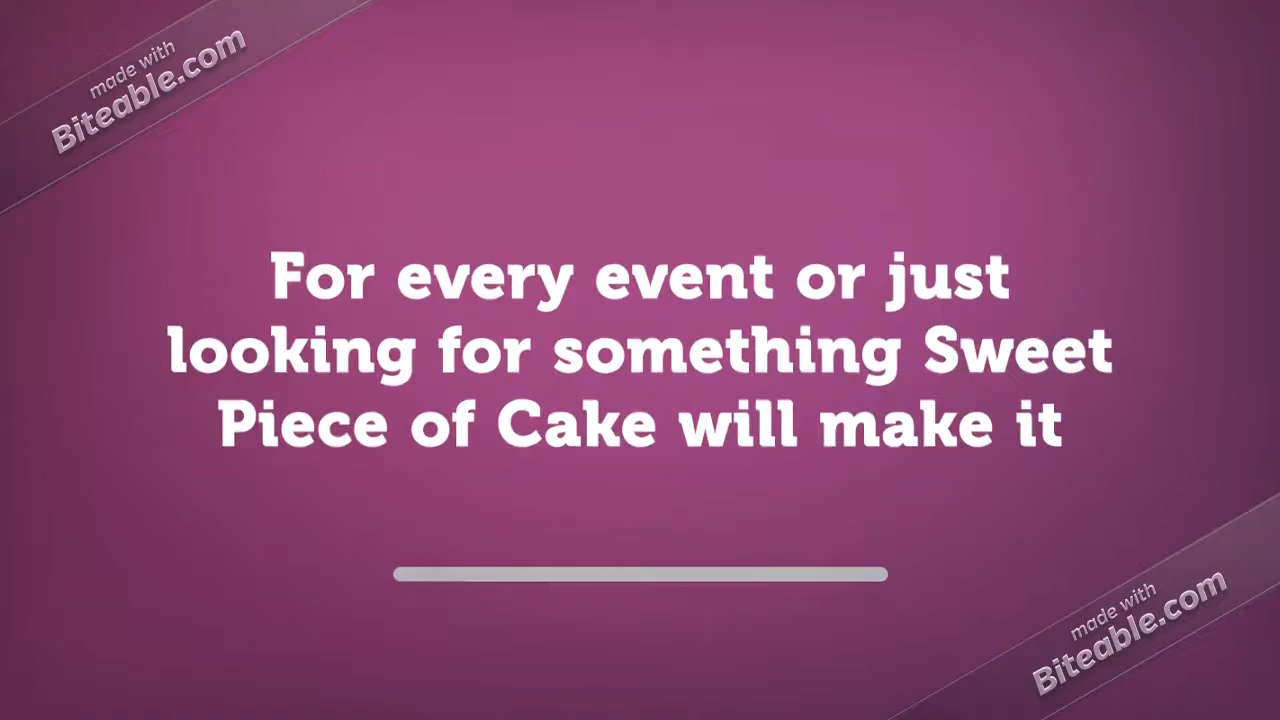 made with
Biteable.com
For every event or just
looking for something Sweet
Piece of Cake will make it
made with
Biteable.com